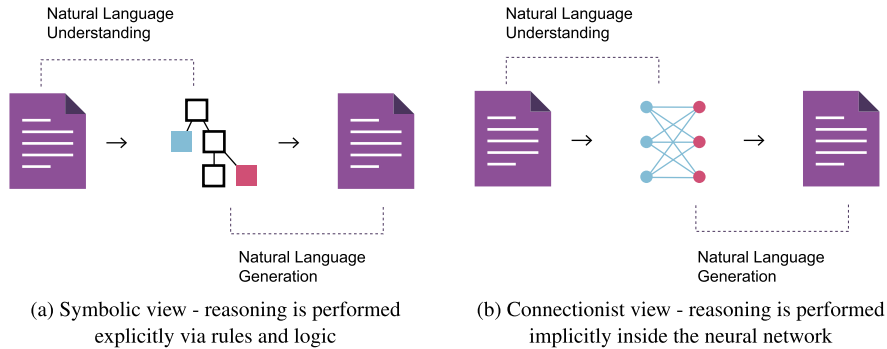 Natural Language
Understanding
Natural Language
Generation
(a) Symbolic view - reasoning is performed
explicitly via rules and logic
Natural Language
Understanding
Natural Language
Generation
(b) Connectionist view - reasoning is performed
implicitly inside the neural network